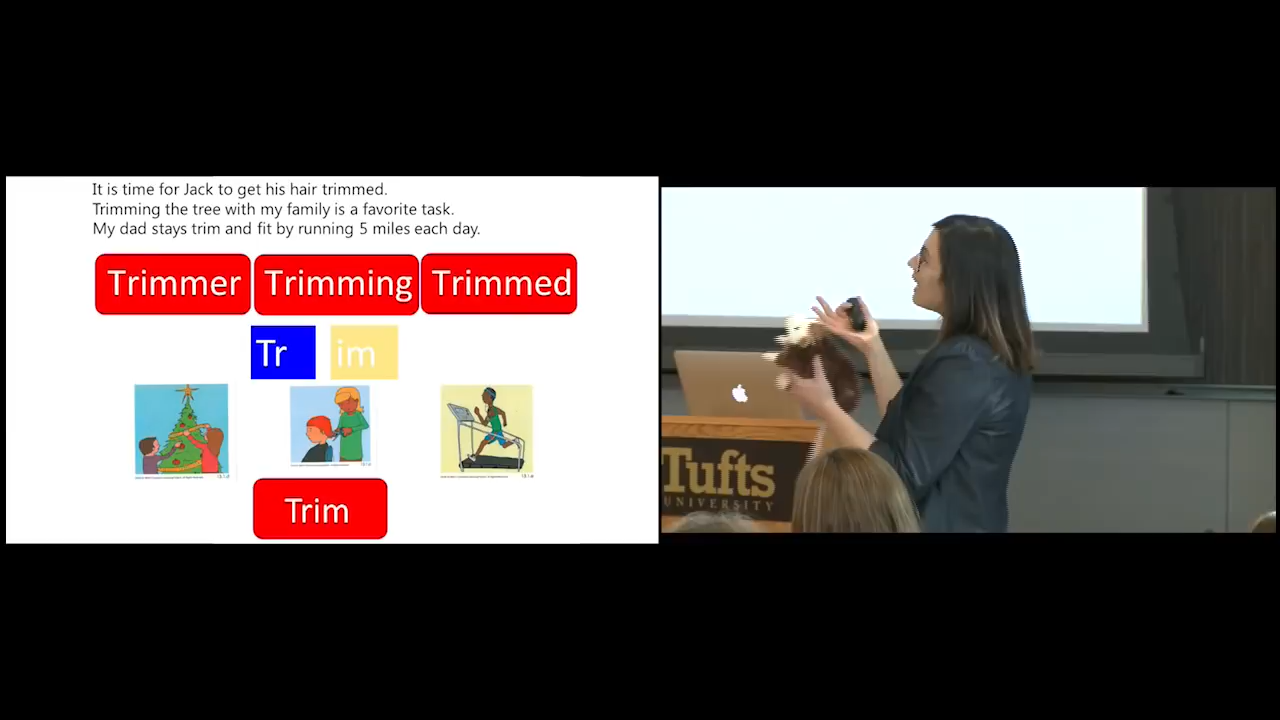 It is time for Jack to get his hair trimmed.
Trimming the tree with my family is a favorite task.
My dad stays trim and fit by running 5 miles each day.
Trimmer Trimming Trimmed
Tr im
Trim
Tufts
UNIVERSITY